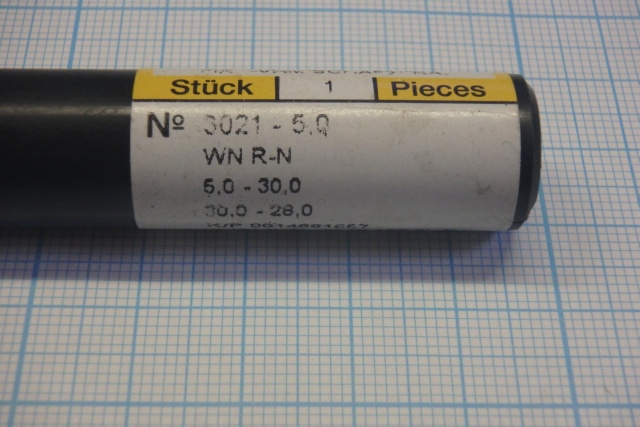 Stück 1 Pieces
Nº 3021 - 5,0
WN R-N
5,0 - 30,0
30,0 - 28,0